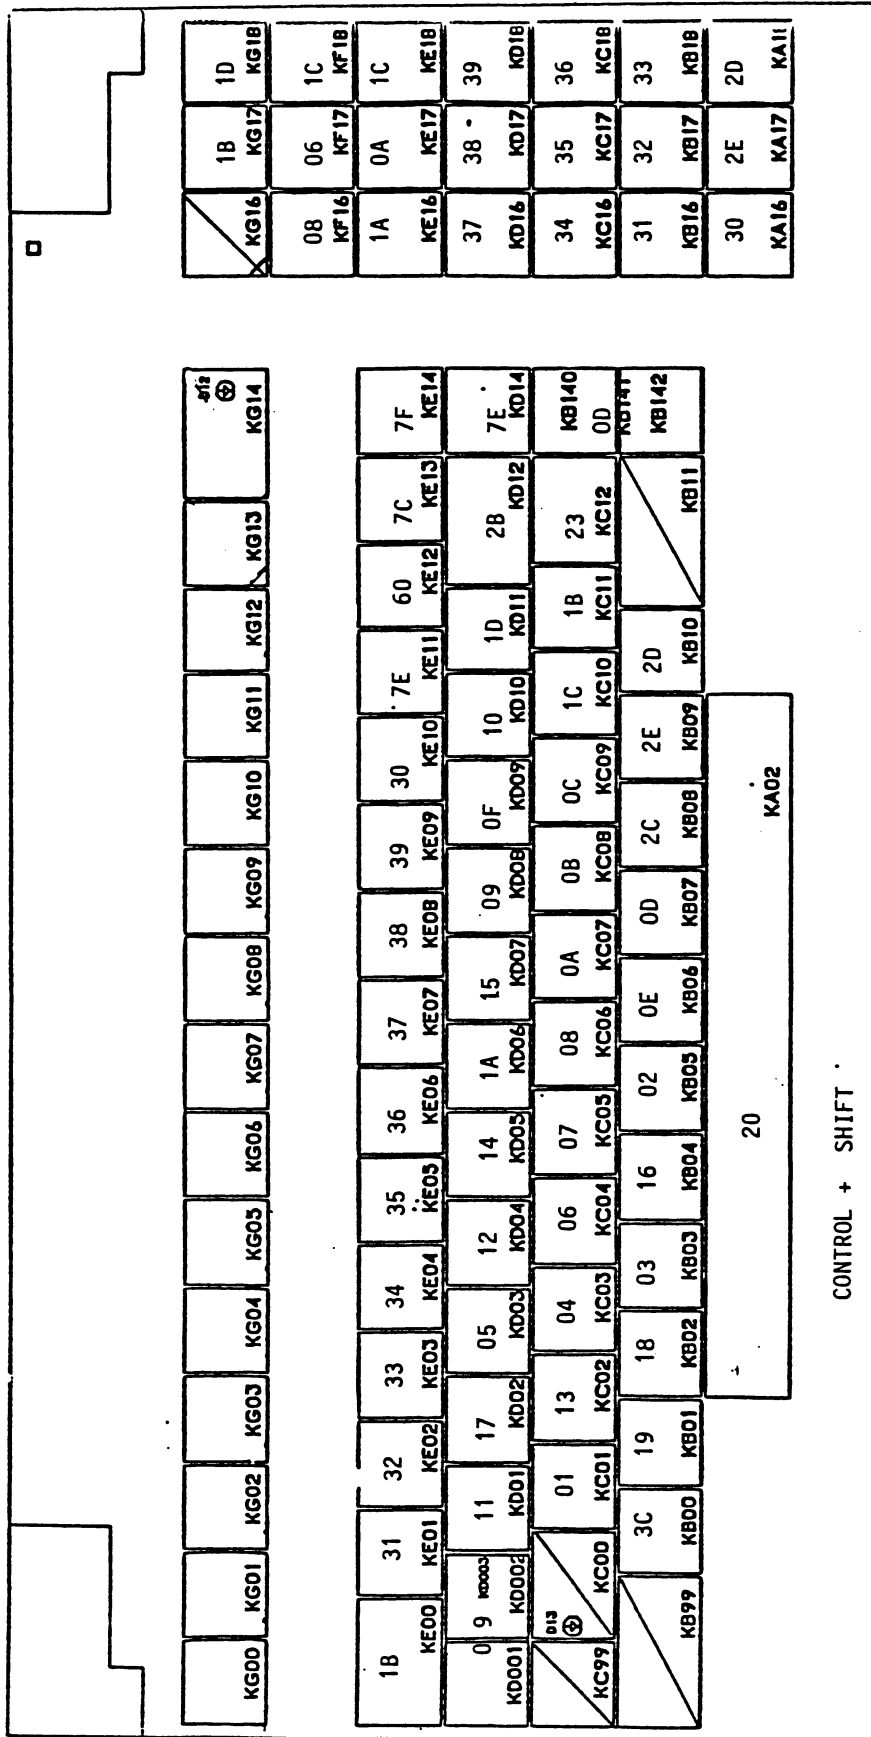 1B 1D
KG00 KG01 KG02 KG03 KG04 KG05 KG06 KG07 KG08 KG09 KG10 KG11 KG12 KG13 KG14 KG16 KG17 KG18
08 06 1C
KF16 KF17 KF18
1B 31 32 33 34 35 36 37 38 39 30 7E 60 7C 7F 1A 0A 1C
KE00 KE01 KE02 KE03 KE04 KE05 KE06 KE07 KE08 KE09 KE10 KE11 KE12 KE13 KE14 KE16 KE17 KE18
0 9 KD003 11 17 05 12 14 1A 15 09 0F 10 1D 2B 7E 37 38 39
KD001 KD002 KD01 KD02 KD03 KD04 KD05 KD06 KD07 KD08 KD09 KD10 KD11 KD12 KD14 KD16 KD17 KD18
D13 01 13 04 06 07 08 0A 0B 0C 1C 1B 23 KB140 0D 34 35 36
KC99 KC00 KC01 KC02 KC03 KC04 KC05 KC06 KC07 KC08 KC09 KC10 KC11 KC12 KB141 KC16 KC17 KC18
3C 19 18 03 16 02 0E 0D 2C 2E 2D KB142 31 32 33
KB99 KB00 KB01 KB02 KB03 KB04 KB05 KB06 KB07 KB08 KB09 KB10 KB11 KB16 KB17 KB18
20 30 2E 2D
KA02 KA16 KA17 KA11
CONTROL + SHIFT